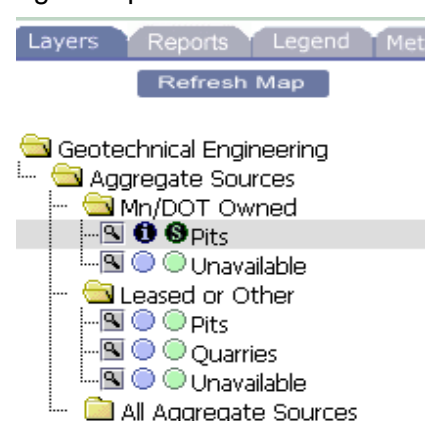 Layers Reports Legend Met
Refresh Map
Geotechnical Engineering
Aggregate Sources
Mn/DOT Owned
i S Pits
Unavailable
Leased or Other
Pits
Quarries
Unavailable
All Aggregate Sources